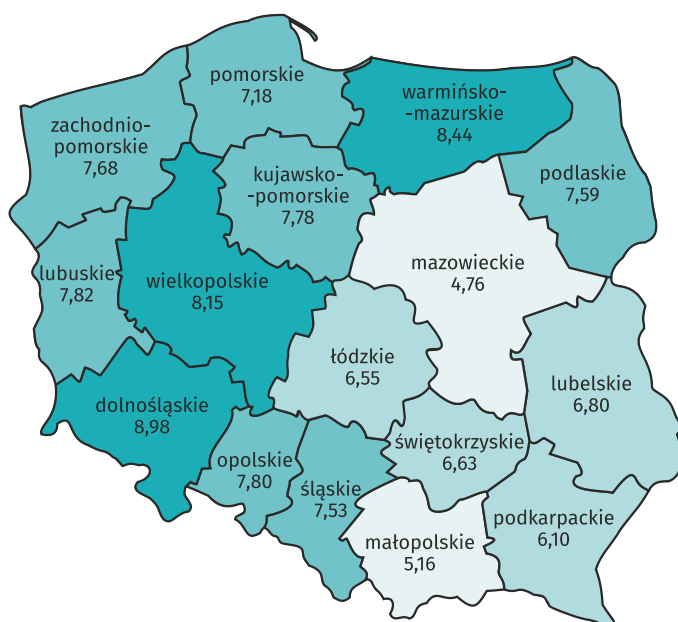 pomorskie
7,18
warmińsko-
-mazurskie
8,44
zachodnio-
pomorskie
7,68
kujawsko-
-pomorskie
7,78
podlaskie
7,59
lubuskie
7,82
wielkopolskie
8,15
mazowieckie
4,76
łódzkie
6,55
lubelskie
6,80
dolnośląskie
8,98
opolskie
7,80
śląskie
7,53
świętokrzyskie
6,63
małopolskie
5,16
podkarpackie
6,10